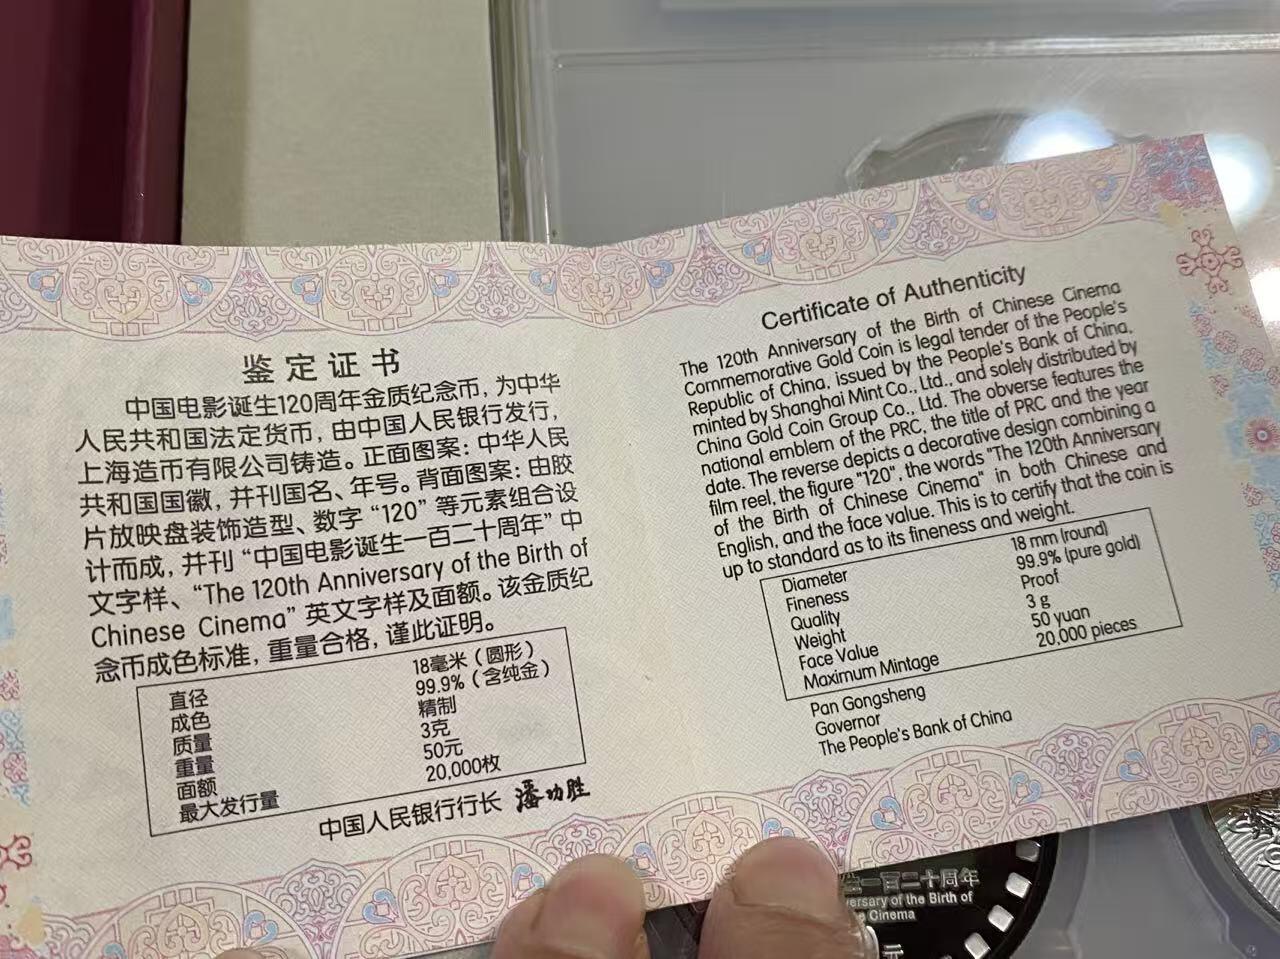 鉴定证书
中国电影诞生120周年金质纪念币，为中华
人民共和国法定货币，由中国人民银行发行，
上海造币有限公司铸造。正面图案：中华人民
共和国国徽，并刊国名、年号。背面图案：由胶
片放映盘装饰造型、数字“120”等元素组合设
计而成，并刊“中国电影诞生一百二十周年”中
文字样、“The 120th Anniversary of the Birth of
Chinese Cinema”英文字样及面额。该金质纪
念币成色标准，重量合格，谨此证明。
直径 18毫米（圆形）
成色 99.9%（含纯金）
质量 精制
重量 3克
面额 50元
最大发行量 20,000枚
中国人民银行行长 潘功胜
Certificate of Authenticity
The 120th Anniversary of the Birth of Chinese Cinema
Commemorative Gold Coin is legal tender of the People's
Republic of China, issued by the People's Bank of China,
minted by Shanghai Mint Co., Ltd., and solely distributed by
China Gold Coin Group Co., Ltd. The obverse features the
national emblem of the PRC, the title of PRC and the year
date. The reverse depicts a decorative design combining a
film reel, the figure "120", the words "The 120th Anniversary
of the Birth of Chinese Cinema" in both Chinese and
English, and the face value. This is to certify that the coin is
up to standard as to its fineness and weight.
Diameter 18 mm (round)
Fineness 99.9% (pure gold)
Quality Proof
Weight 3 g
Face Value 50 yuan
Maximum Mintage 20,000 pieces
Pan Gongsheng
Governor
The People's Bank of China
一百二十周年
versary of the Birth of
Cinema
元